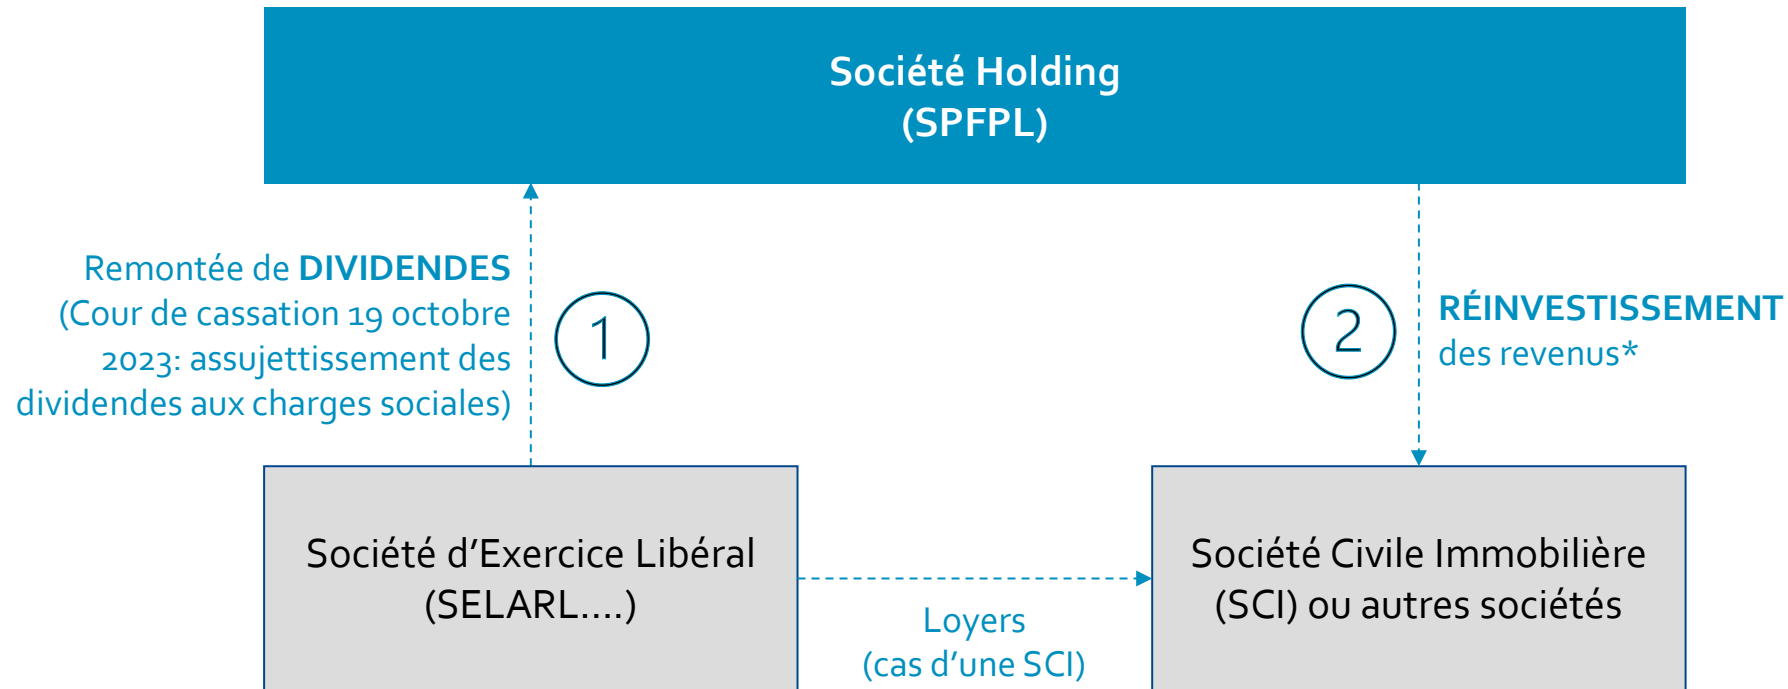 Société Holding
(SPFPL)
Remontée de DIVIDENDES
(Cour de cassation 19 octobre
2023: assujettissement des
dividendes aux charges sociales)
1
2
RÉINVESTISSEMENT
des revenus*
Société d’Exercice Libéral
(SELARL....)
Loyers
(cas d’une SCI)
Société Civile Immobilière
(SCI) ou autres sociétés